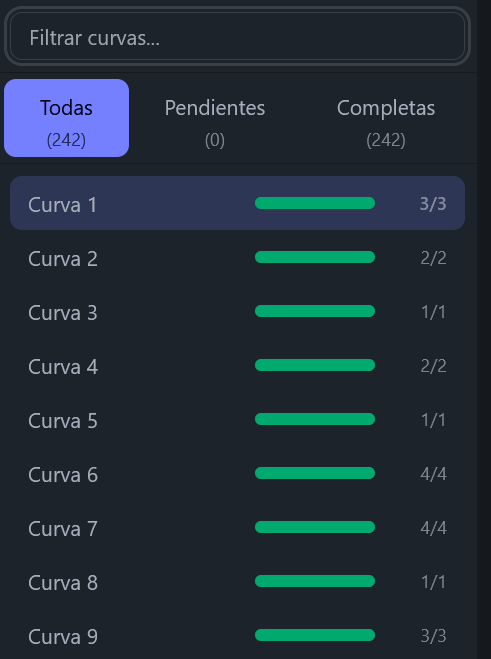 Filtrar curvas...
Todas Pendientes Completas
(242) (0) (242)
Curva 1 3/3
Curva 2 2/2
Curva 3 1/1
Curva 4 2/2
Curva 5 1/1
Curva 6 4/4
Curva 7 4/4
Curva 8 1/1
Curva 9 3/3